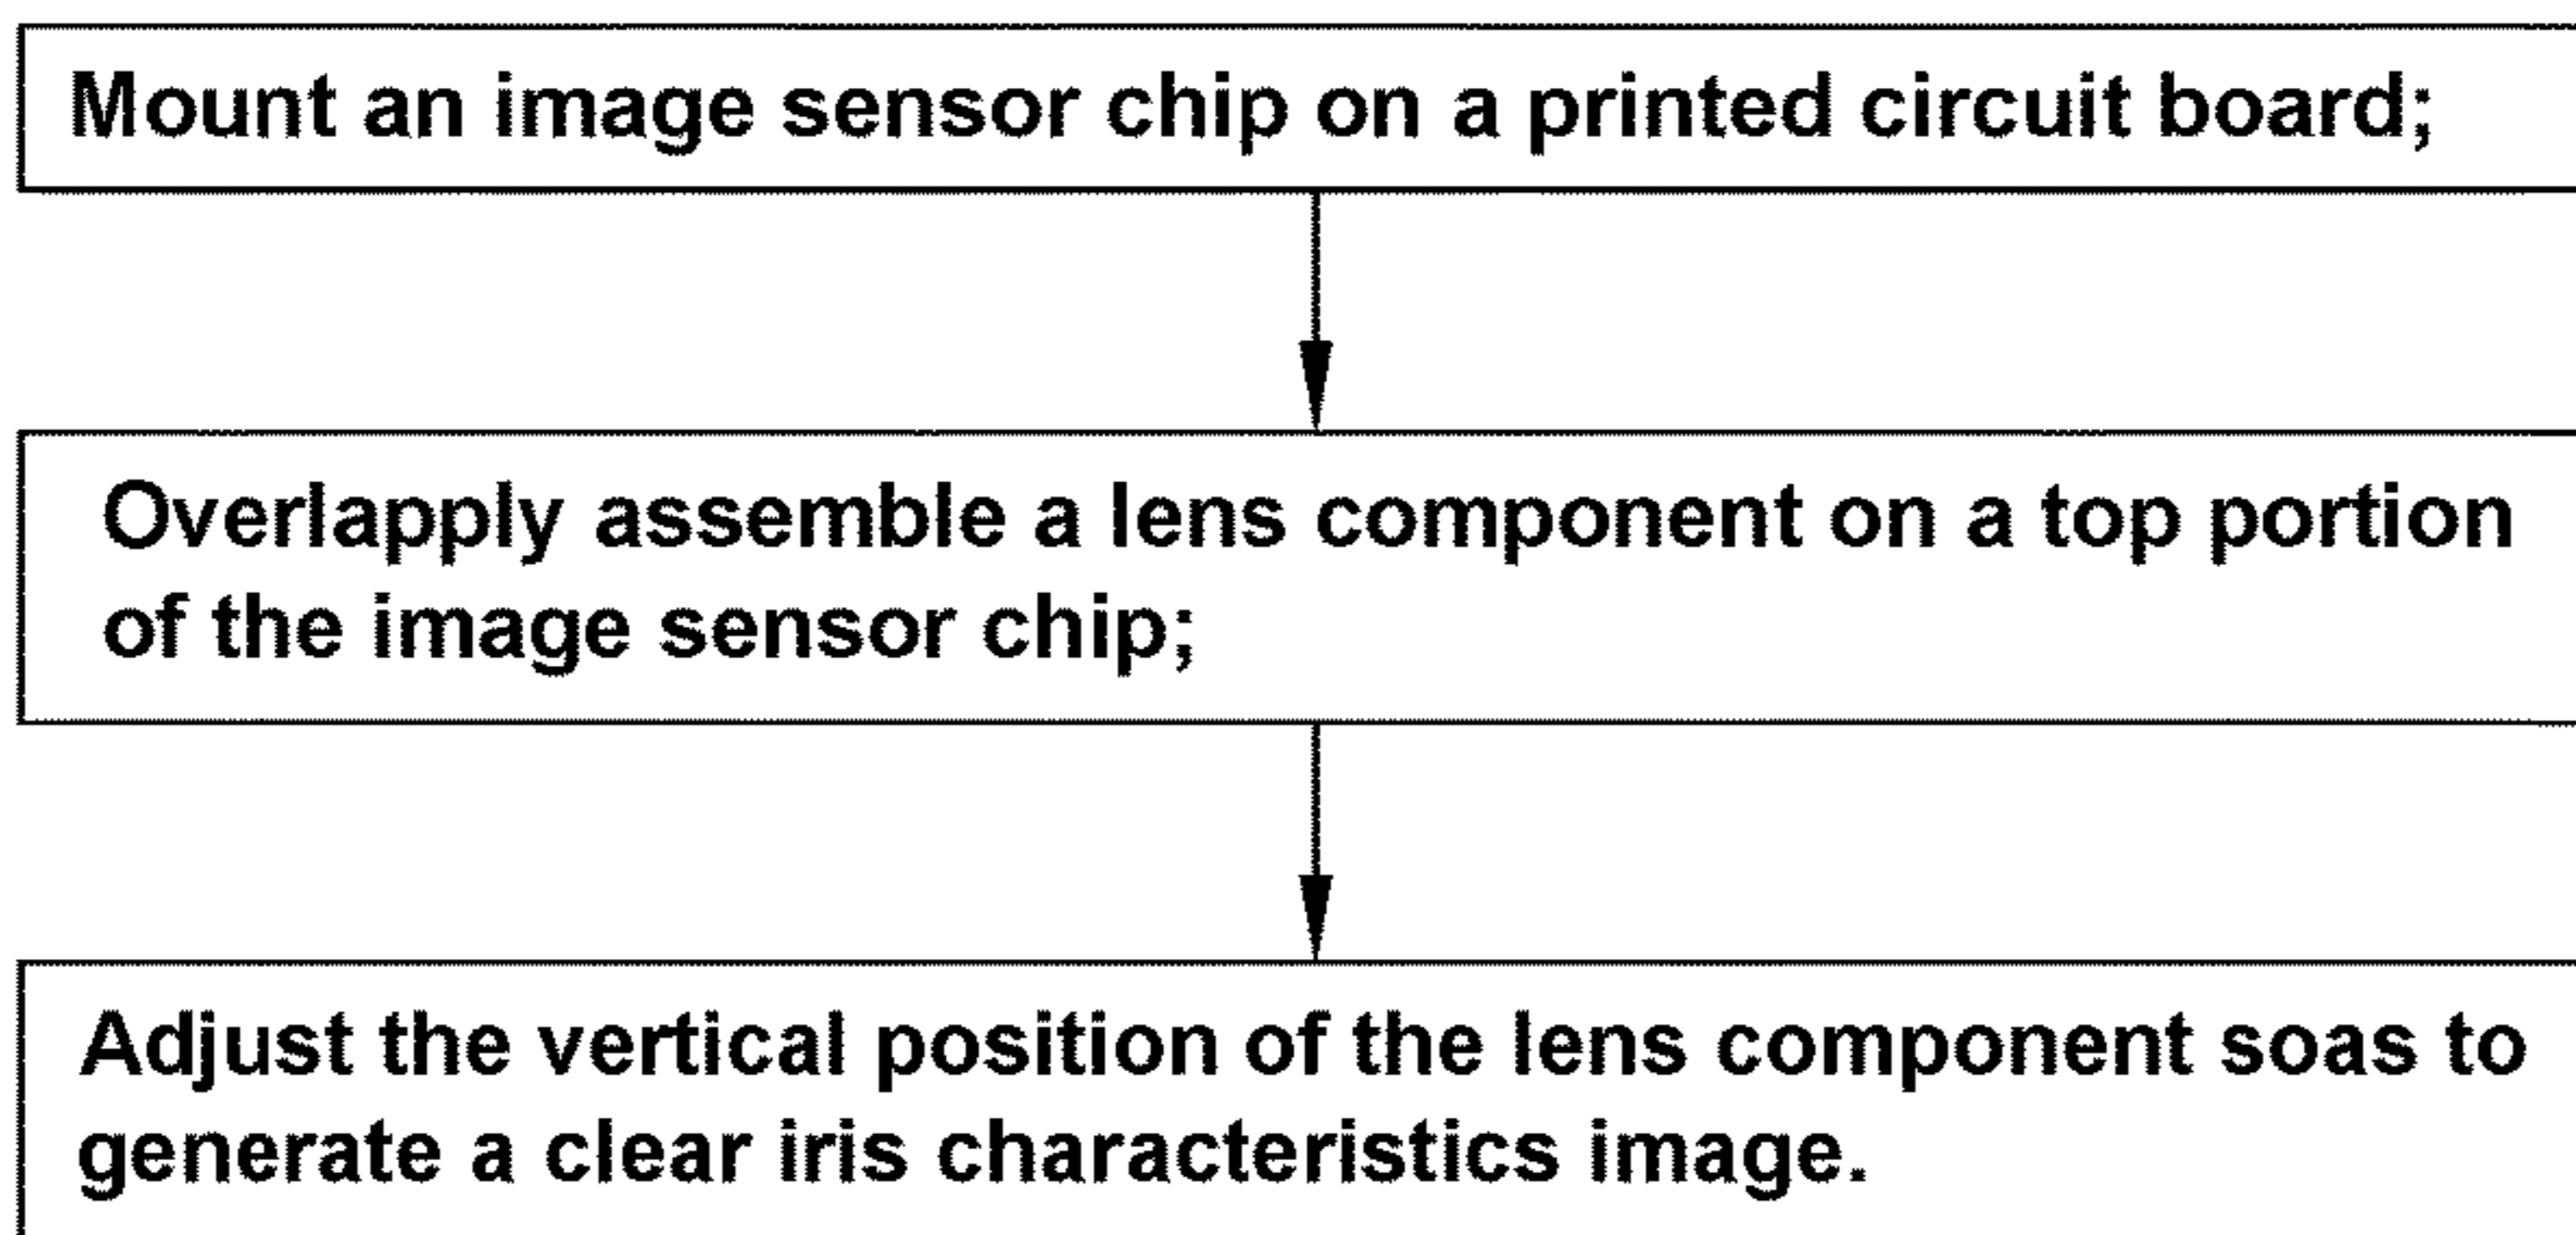 Mount an image sensor chip on a printed circuit board;
Overlapply assemble a lens component on a top portion
of the image sensor chip;
Adjust the vertical position of the lens component soas to
generate a clear iris characteristics image.